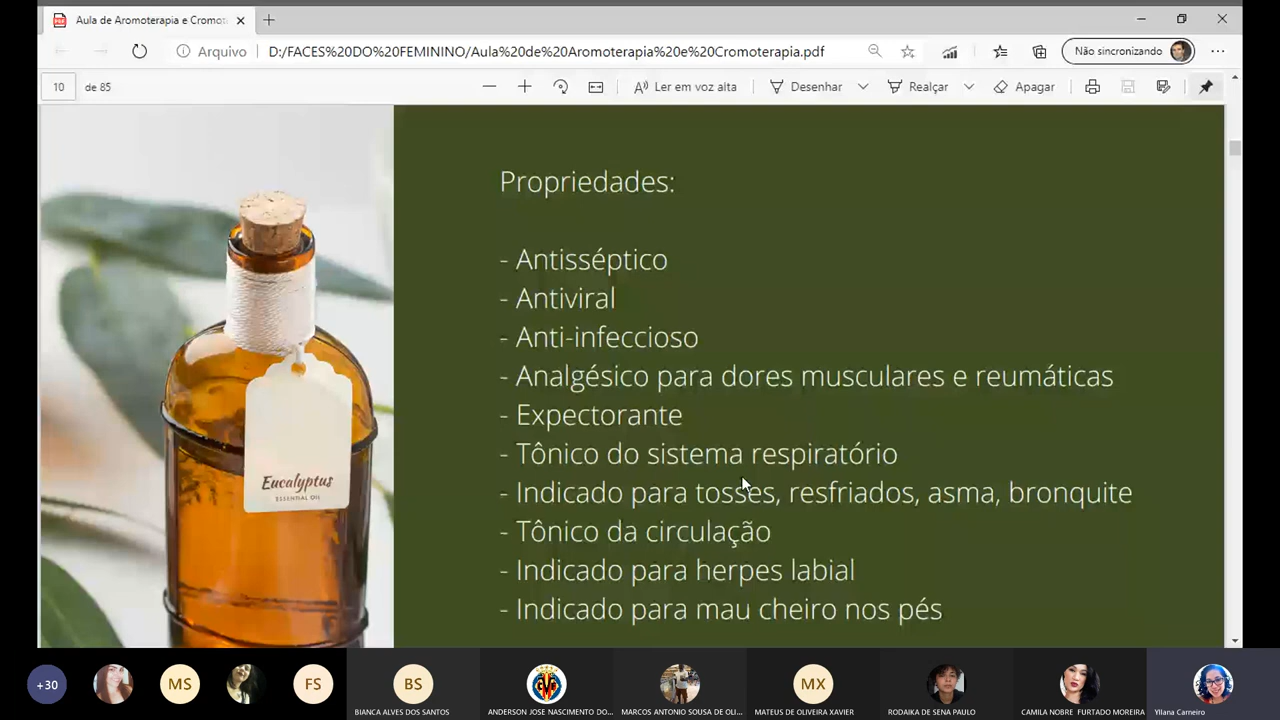 Aula de Aromoterapia e Cromot
Arquivo
D:/FACES%20DO%20FEMININO/Aula%20de%20Aromoterapia%20e%20Cromoterapia.pdf
Não sincronizando
10 de 85
Ler em voz alta
Desenhar
Realçar
Apagar
Propriedades:
- Antisséptico
- Antiviral
- Anti-infeccioso
- Analgésico para dores musculares e reumáticas
- Expectorante
- Tônico do sistema respiratório
- Indicado para tosses, resfriados, asma, bronquite
- Tônico da circulação
- Indicado para herpes labial
- Indicado para mau cheiro nos pés
Eucalyptus
ESSENTIAL OIL
+30
MS
FS
BS
MX
BIANCA ALVES DOS SANTOS
ANDERSON JOSE NASCIMENTO DO...
MARCOS ANTONIO SOUSA DE OLI...
MATEUS DE OLIVEIRA XAVIER
RODAIKA DE SENA PAULO
CAMILA NOBRE FURTADO MOREIRA
Yllana Carneiro